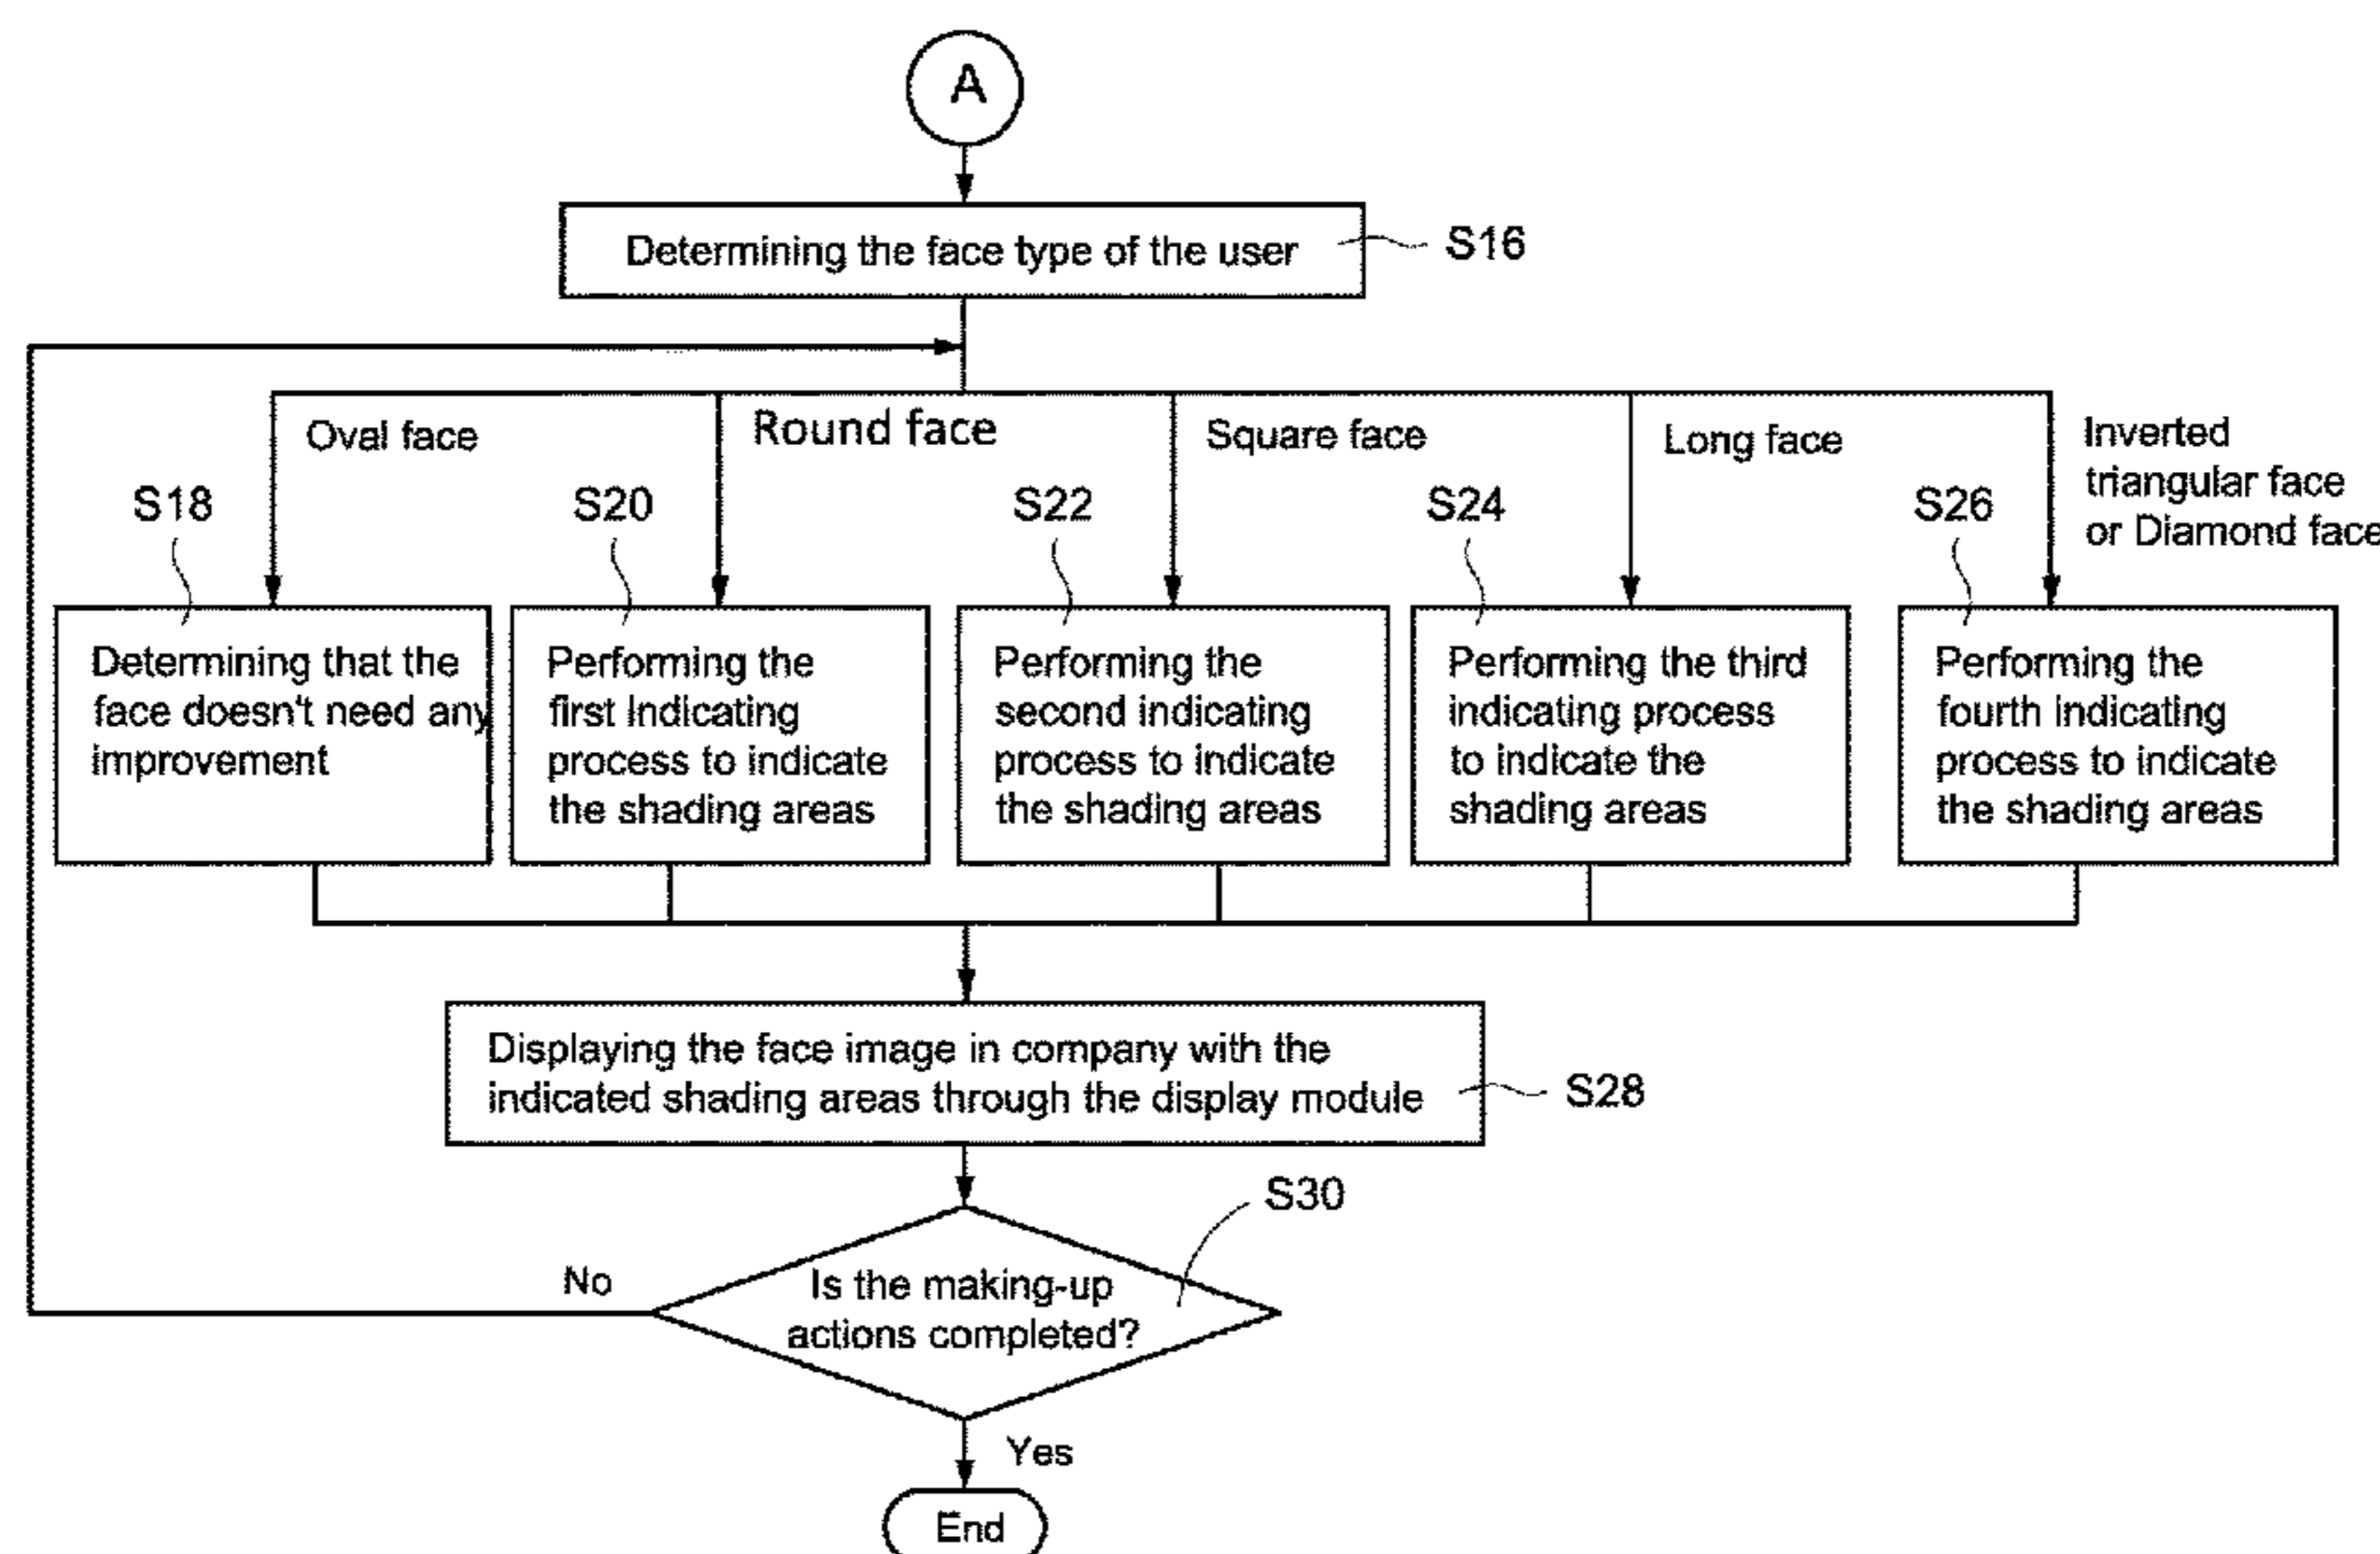 A
Determining the face type of the user
S16
Oval face
Round face
Square face
Long face
Inverted
triangular face
or Diamond face
S18
S20
S22
S24
S26
Determining that the
face doesn't need any
improvement
Performing the
first Indicating
process to indicate
the shading areas
Performing the
second indicating
process to indicate
the shading areas
Performing the third
indicating process
to indicate the
shading areas
Performing the
fourth indicating
process to indicate
the shading areas
Displaying the face image in company with the
indicated shading areas through the display module
S28
S30
Is the making-up
actions completed?
No
Yes
End